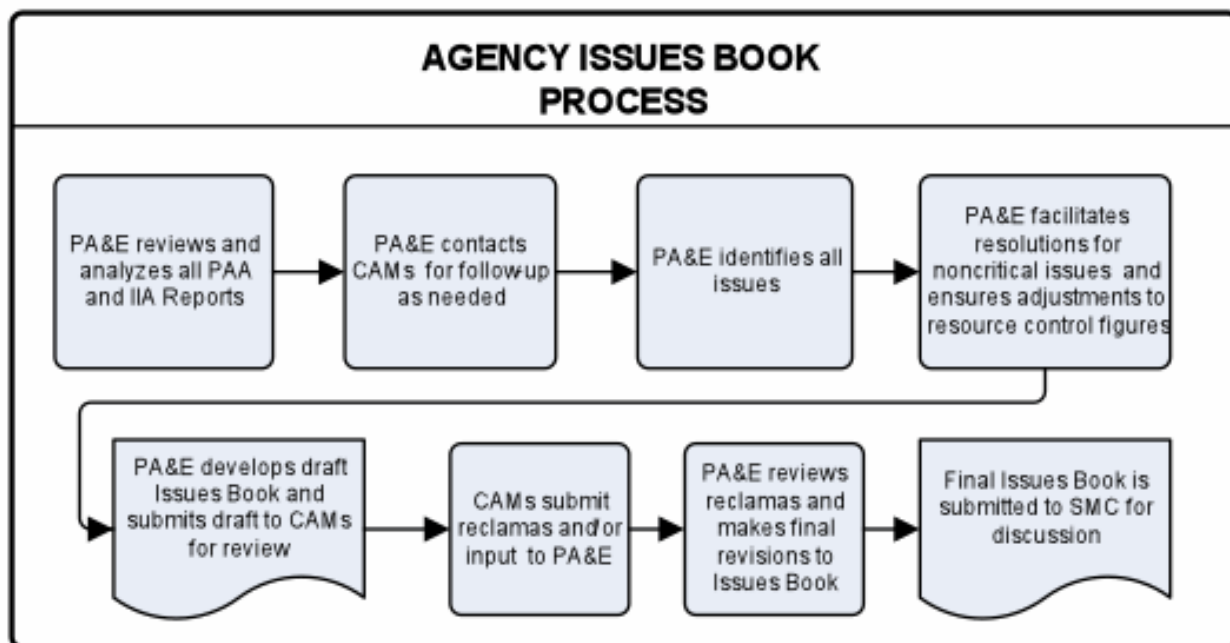 AGENCY ISSUES BOOK
PROCESS
PA&E reviews and
analyzes all PAA
and IIA Reports
PA&E contacts
CAMs for followup
as needed
PA&E identifies all
issues
PA&E facilitates
resolutions for
noncritical issues and
ensures adjustments to
resource control figures
PA&E develops draft
Issues Book and
submits draft to CAMs
for review
CAMs submit
reclamas and/or
input to PA&E
PA&E reviews
reclamas and
makes final
revisions to
Issues Book
Final Issues Book is
submitted to SMC for
discussion